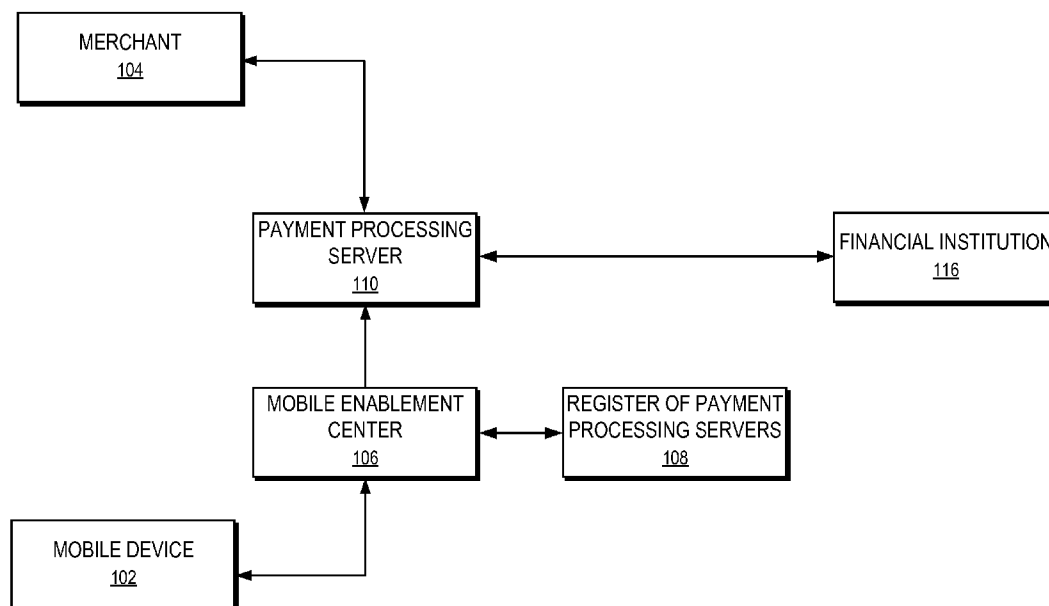 MERCHANT
104
PAYMENT PROCESSING
SERVER
110
FINANCIAL INSTITUTION
116
MOBILE ENABLEMENT
CENTER
106
REGISTER OF PAYMENT
PROCESSING SERVERS
108
MOBILE DEVICE
102